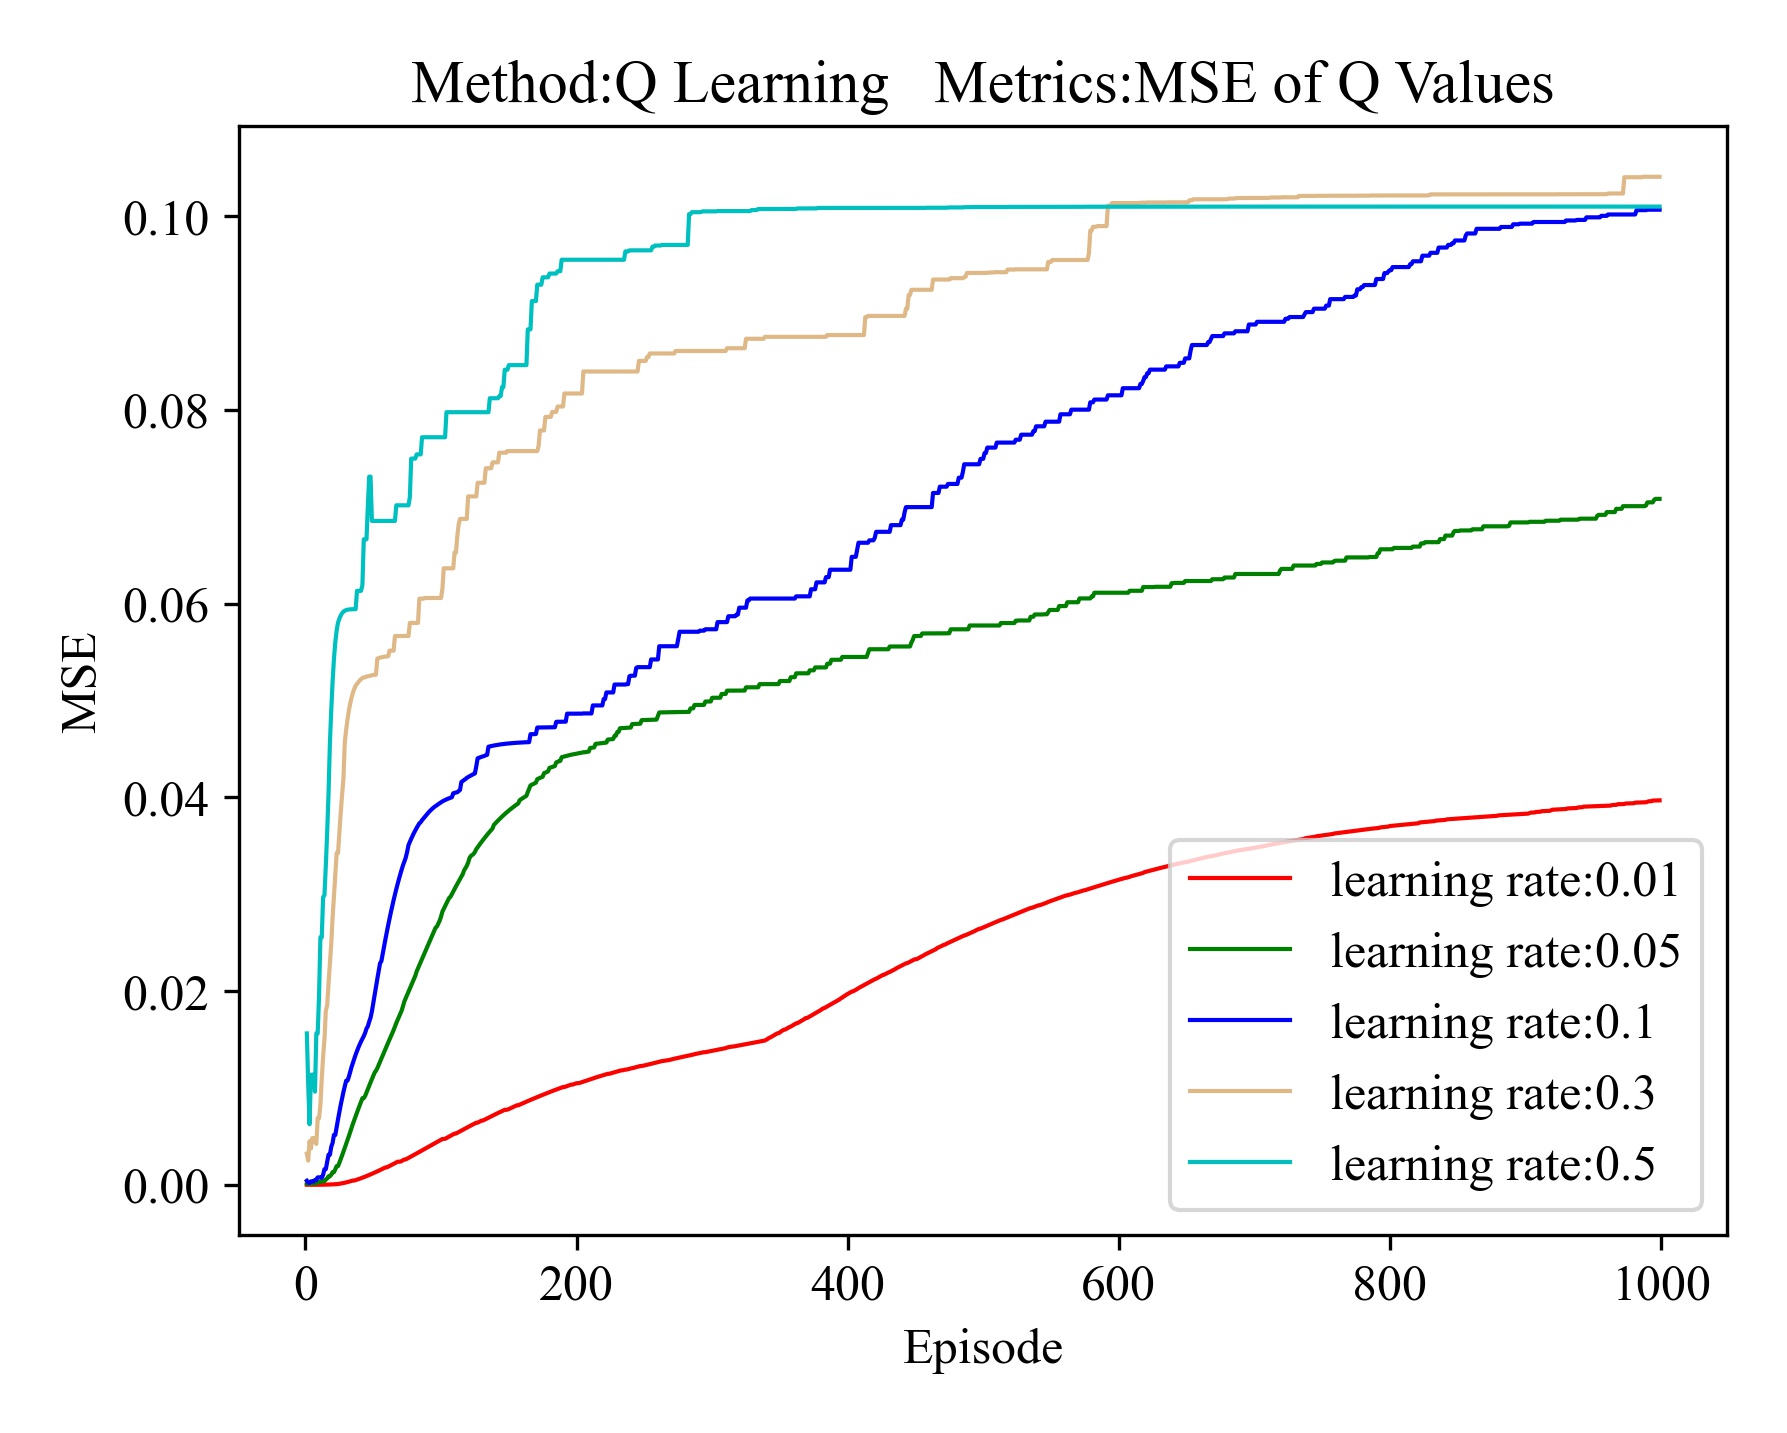 Method:Q Learning   Metrics:MSE of Q Values
MSE
0.10
0.08
0.06
0.04
0.02
0.00
learning rate:0.01
learning rate:0.05
learning rate:0.1
learning rate:0.3
learning rate:0.5
0 200 400 600 800 1000
Episode